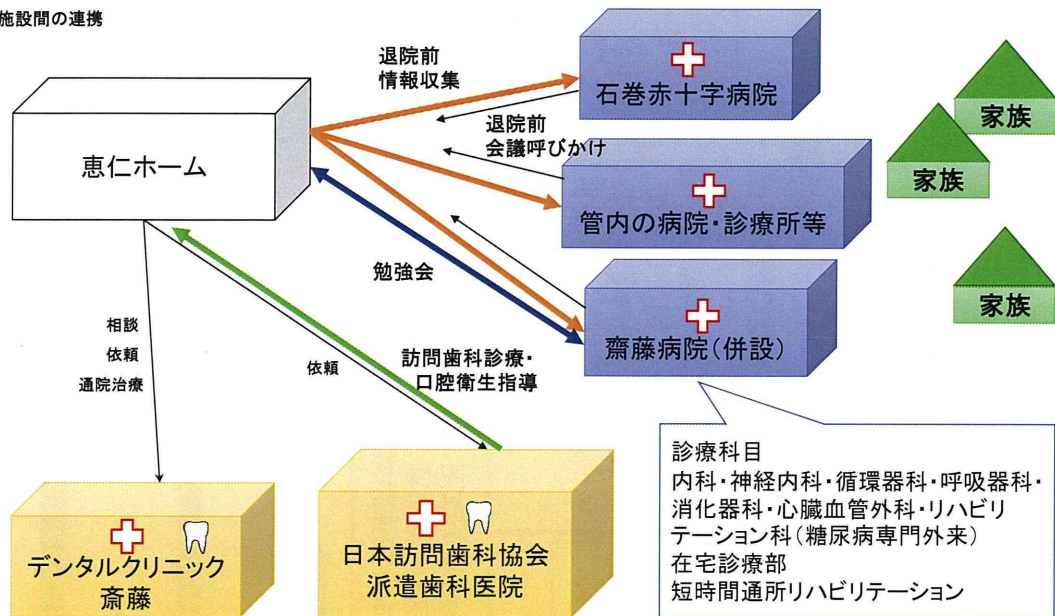 施設間の連携
退院前
情報収集
石巻赤十字病院
家族
恵仁ホーム
退院前
会議呼びかけ
家族
管内の病院・診療所等
勉強会
家族
齋藤病院(併設)
相談
依頼
通院治療
依頼
訪問歯科診療・
口腔衛生指導
診療科目
内科・神経内科・循環器科・呼吸器科・
消化器科・心臓血管外科・リハビリ
テーション科(糖尿病専門外来)
在宅診療部
短時間通所リハビリテーション
デンタルクリニック
斎藤
日本訪問歯科協会
派遣歯科医院